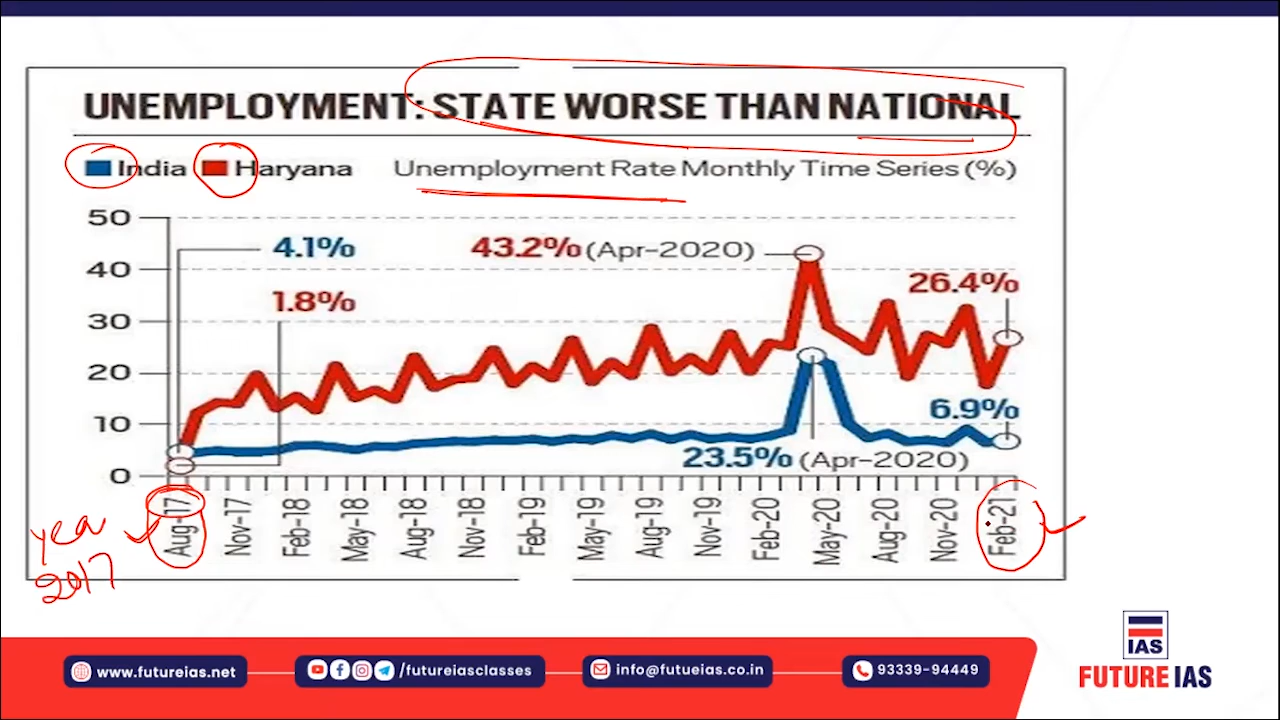 UNEMPLOYMENT: STATE WORSE THAN NATIONAL
India Haryana Unemployment Rate Monthly Time Series (%)
50
40
30
20
10
0
4.1%
1.8%
43.2% (Apr-2020)
26.4%
6.9%
23.5% (Apr-2020)
Aug-17 Nov-17 Feb-18 May-18 Aug-18 Nov-18 Feb-19 May-19 Aug-19 Nov-19 Feb-20 May-20 Aug-20 Nov-20 Feb-21
yea
2017
IAS
FUTURE IAS
www.futureias.net /futureiasclasses info@futueias.co.in 93339-94449